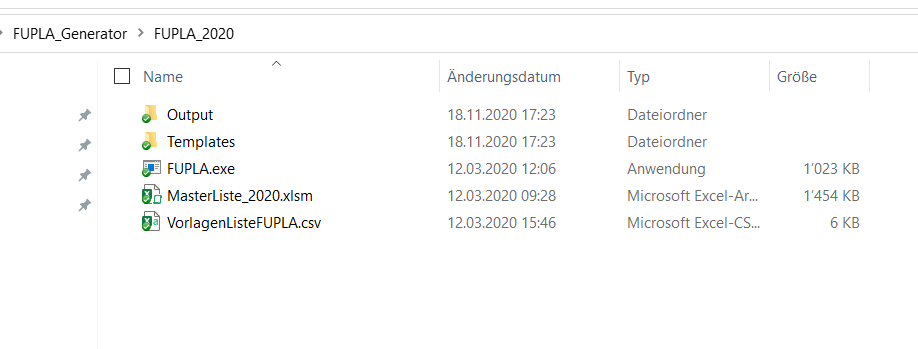 FUPLA_Generator > FUPLA_2020
Name Änderungsdatum Typ Größe
Output 18.11.2020 17:23 Dateiordner
Templates 18.11.2020 17:23 Dateiordner
FUPLA.exe 12.03.2020 12:06 Anwendung 1'023 KB
MasterListe_2020.xlsm 12.03.2020 09:28 Microsoft Excel-Ar... 1'454 KB
VorlagenListeFUPLA.csv 12.03.2020 15:46 Microsoft Excel-CS... 6 KB